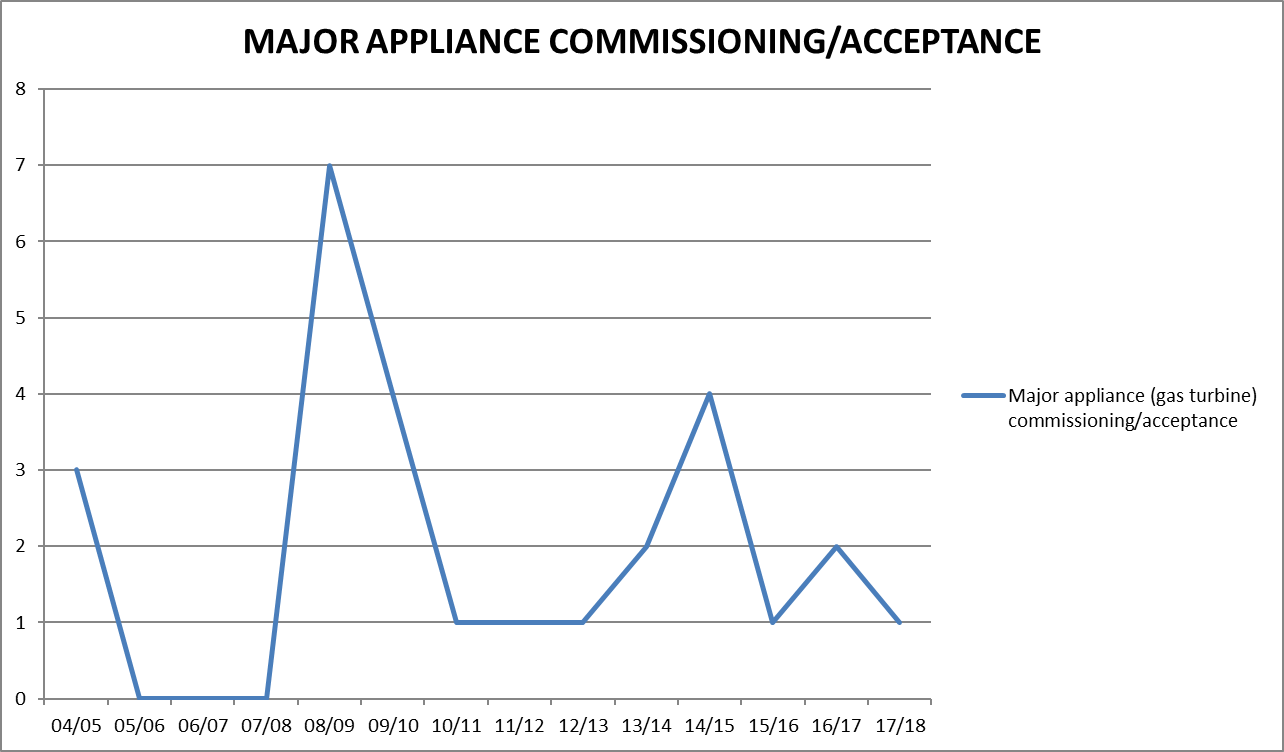 MAJOR APPLIANCE COMMISSIONING/ACCEPTANCE
8
7
6
5
4
3
2
1
0
04/05 05/06 06/07 07/08 08/09 09/10 10/11 11/12 12/13 13/14 14/15 15/16 16/17 17/18
Major appliance (gas turbine)
commissioning/acceptance